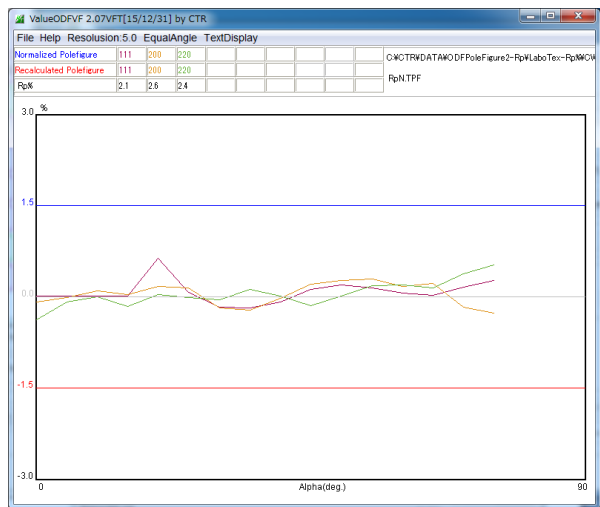 ValueODFVF 2.07VFT[15/12/31] by CTR
File Help Resolusion:5.0 EqualAngle TextDisplay
Normalized Polefigure 111 200 220
Recalculated Polefigure 111 200 220
Rp% 2.1 2.6 2.4
C:¥CTR¥DATA¥ODFPoleFigure2-Rp¥LaboTex-Rp%¥CW
RpN.TPF
3.0 %
1.5
0.0
-1.5
-3.0
0 Alpha(deg.) 90